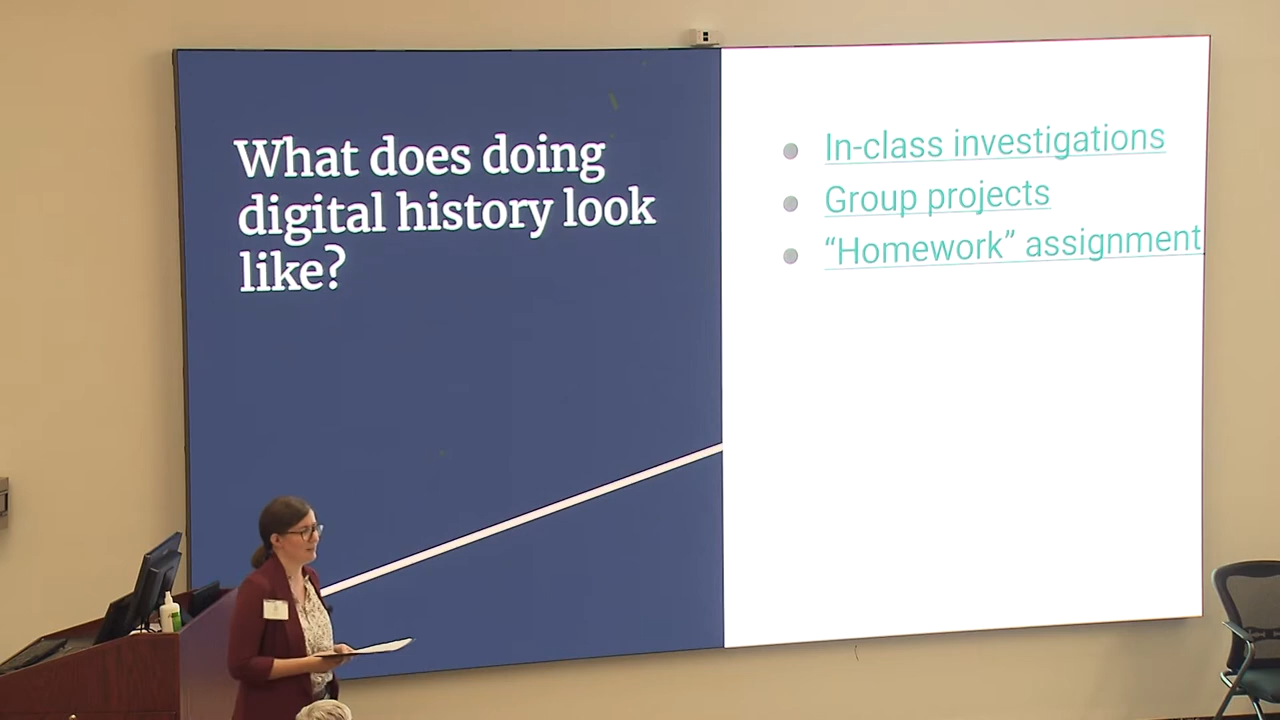 What does doing
digital history look
like?
In-class investigations
Group projects
“Homework” assignment